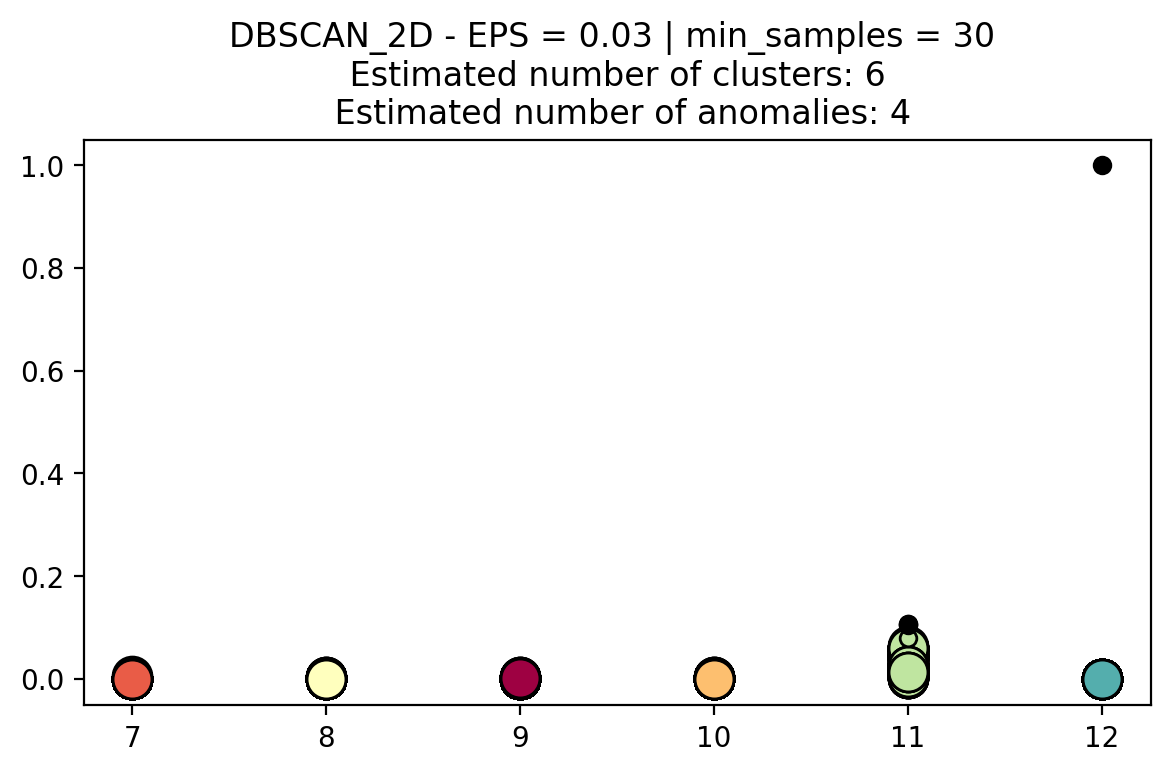 DBSCAN_2D - EPS = 0.03 | min_samples = 30
Estimated number of clusters: 6
Estimated number of anomalies: 4
1.0
0.8
0.6
0.4
0.2
0.0
7 8 9 10 11 12